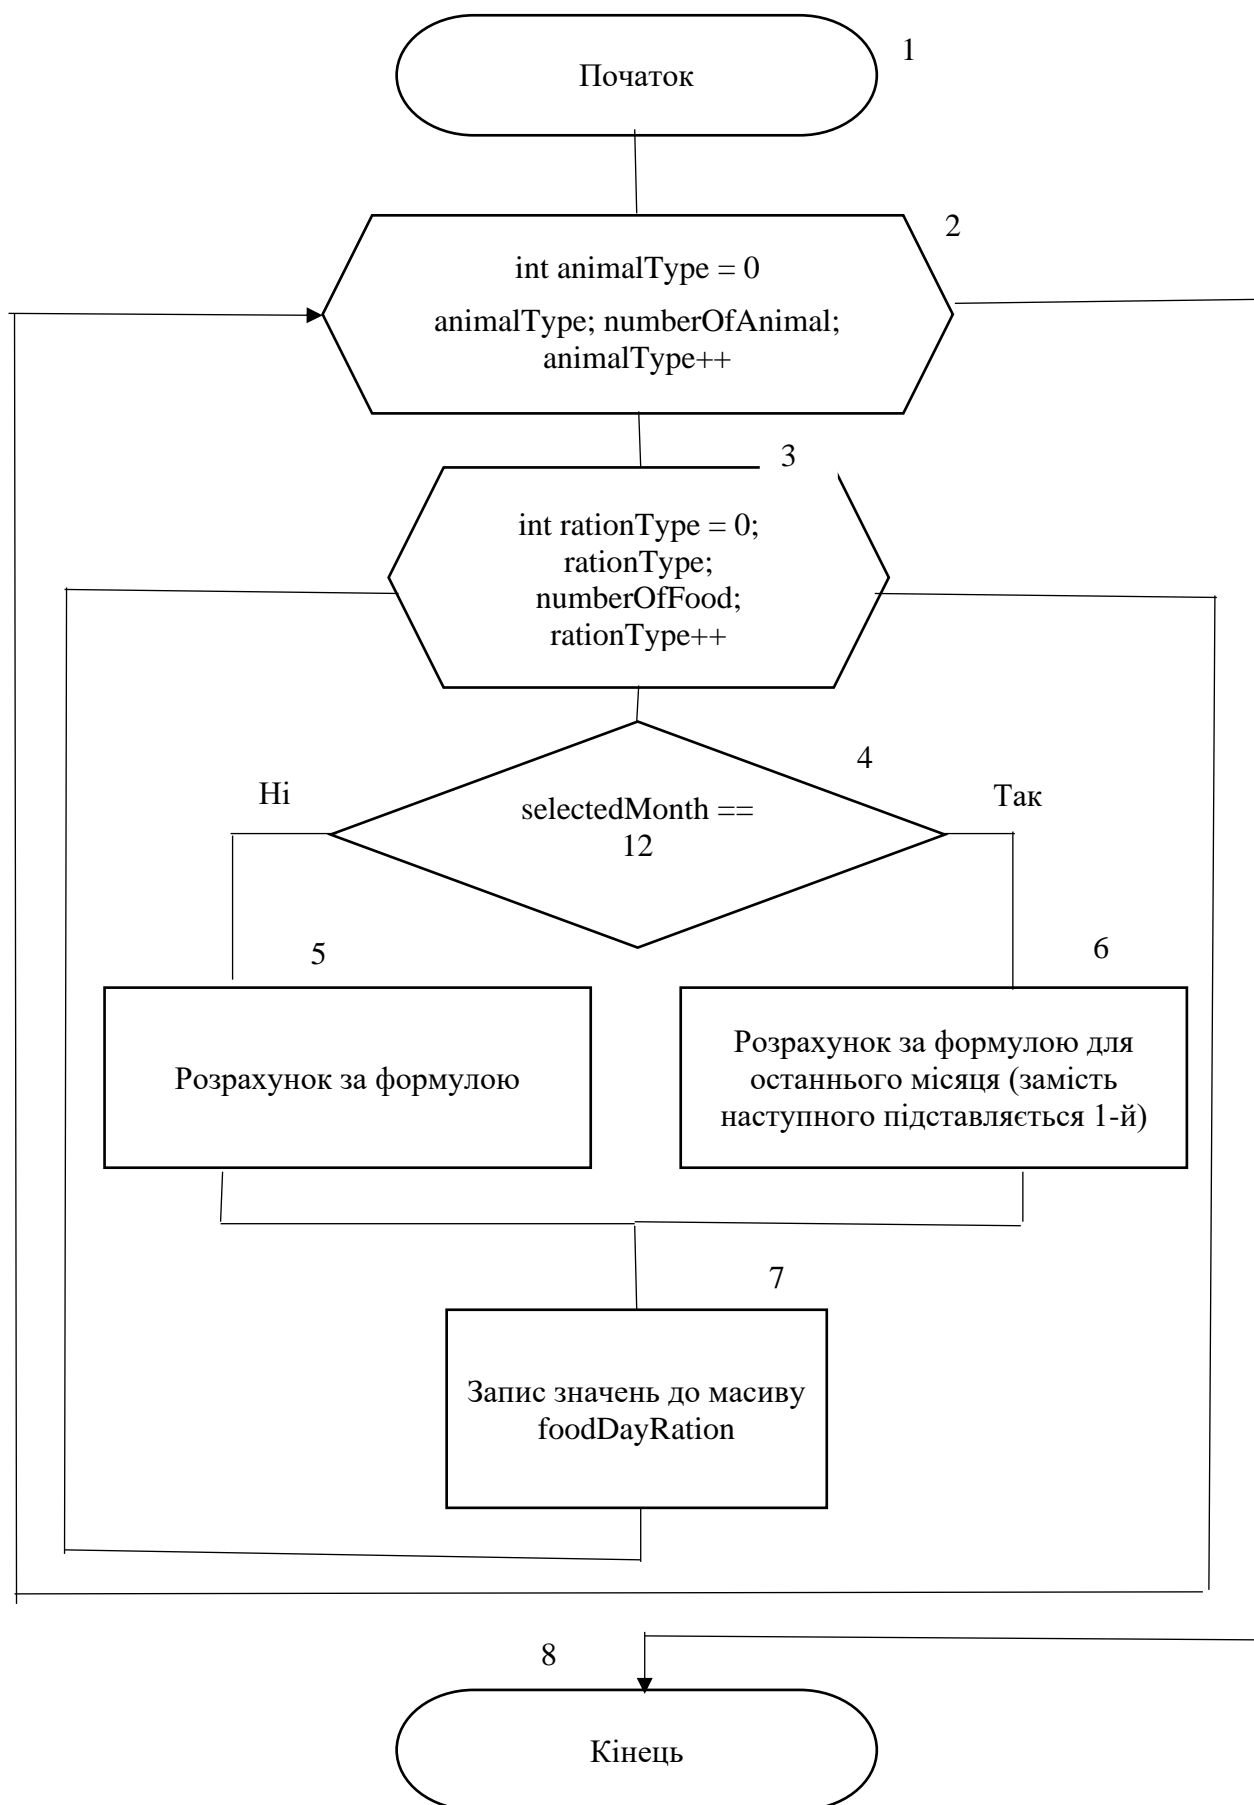 1
Початок
2
int animalType = 0
animalType; numberOfAnimal;
animalType++
3
int rationType = 0;
rationType;
numberOfFood;
rationType++
4
Ні
Так
selectedMonth ==
12
5
6
Розрахунок за формулою
Розрахунок за формулою для
останнього місяця (замість
наступного підставляється 1-й)
7
Запис значень до масиву
foodDayRation
8
Кінець